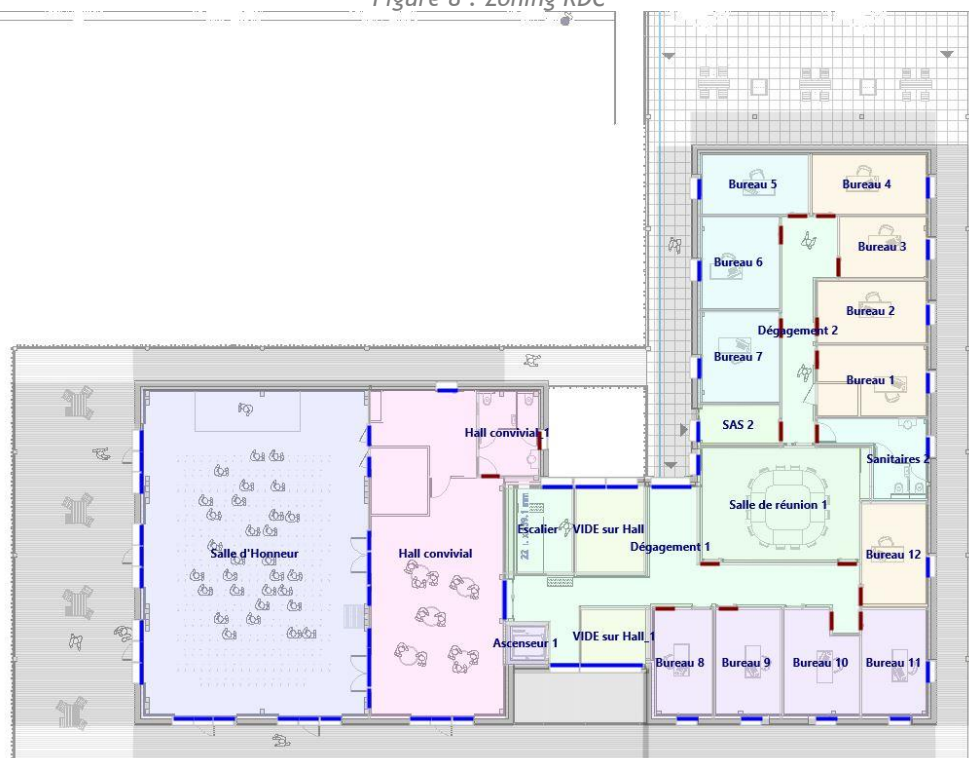 Figure 8 : Zoning RDC
Bureau 5
Bureau 4
Bureau 3
Bureau 6
Bureau 2
Dégagement 2
Bureau 7
Bureau 1
SAS 2
Hall convivial_1
Sanitaires 2
Salle de réunion 1
Escalier
VIDE sur Hall
Dégagement 1
Salle d'Honneur
Hall convivial
Bureau 12
Ascenseur 1
VIDE sur Hall_1
Bureau 8
Bureau 9
Bureau 10
Bureau 11